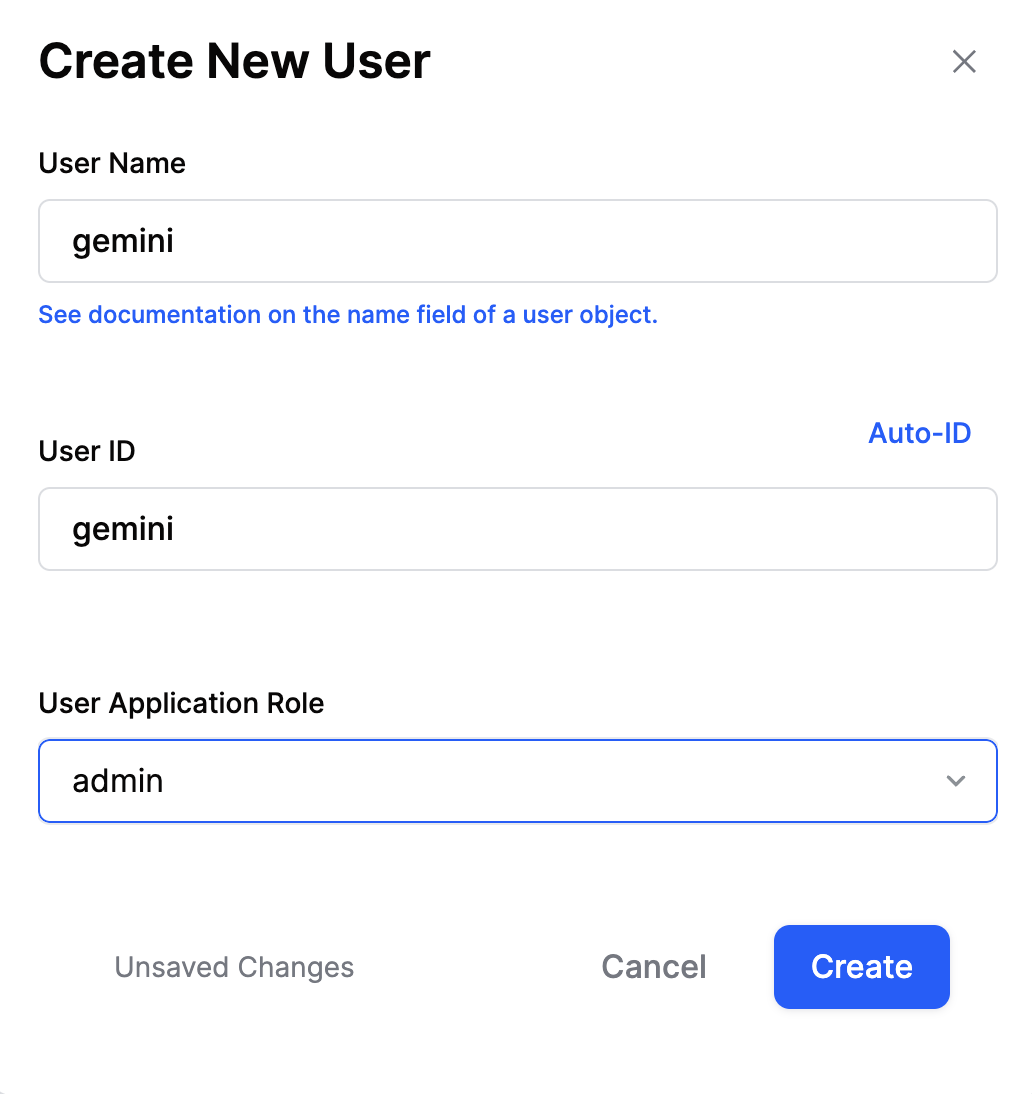 Create New User
User Name
gemini
See documentation on the name field of a user object.
Auto-ID
User ID
gemini
User Application Role
admin
Unsaved Changes
Cancel
Create